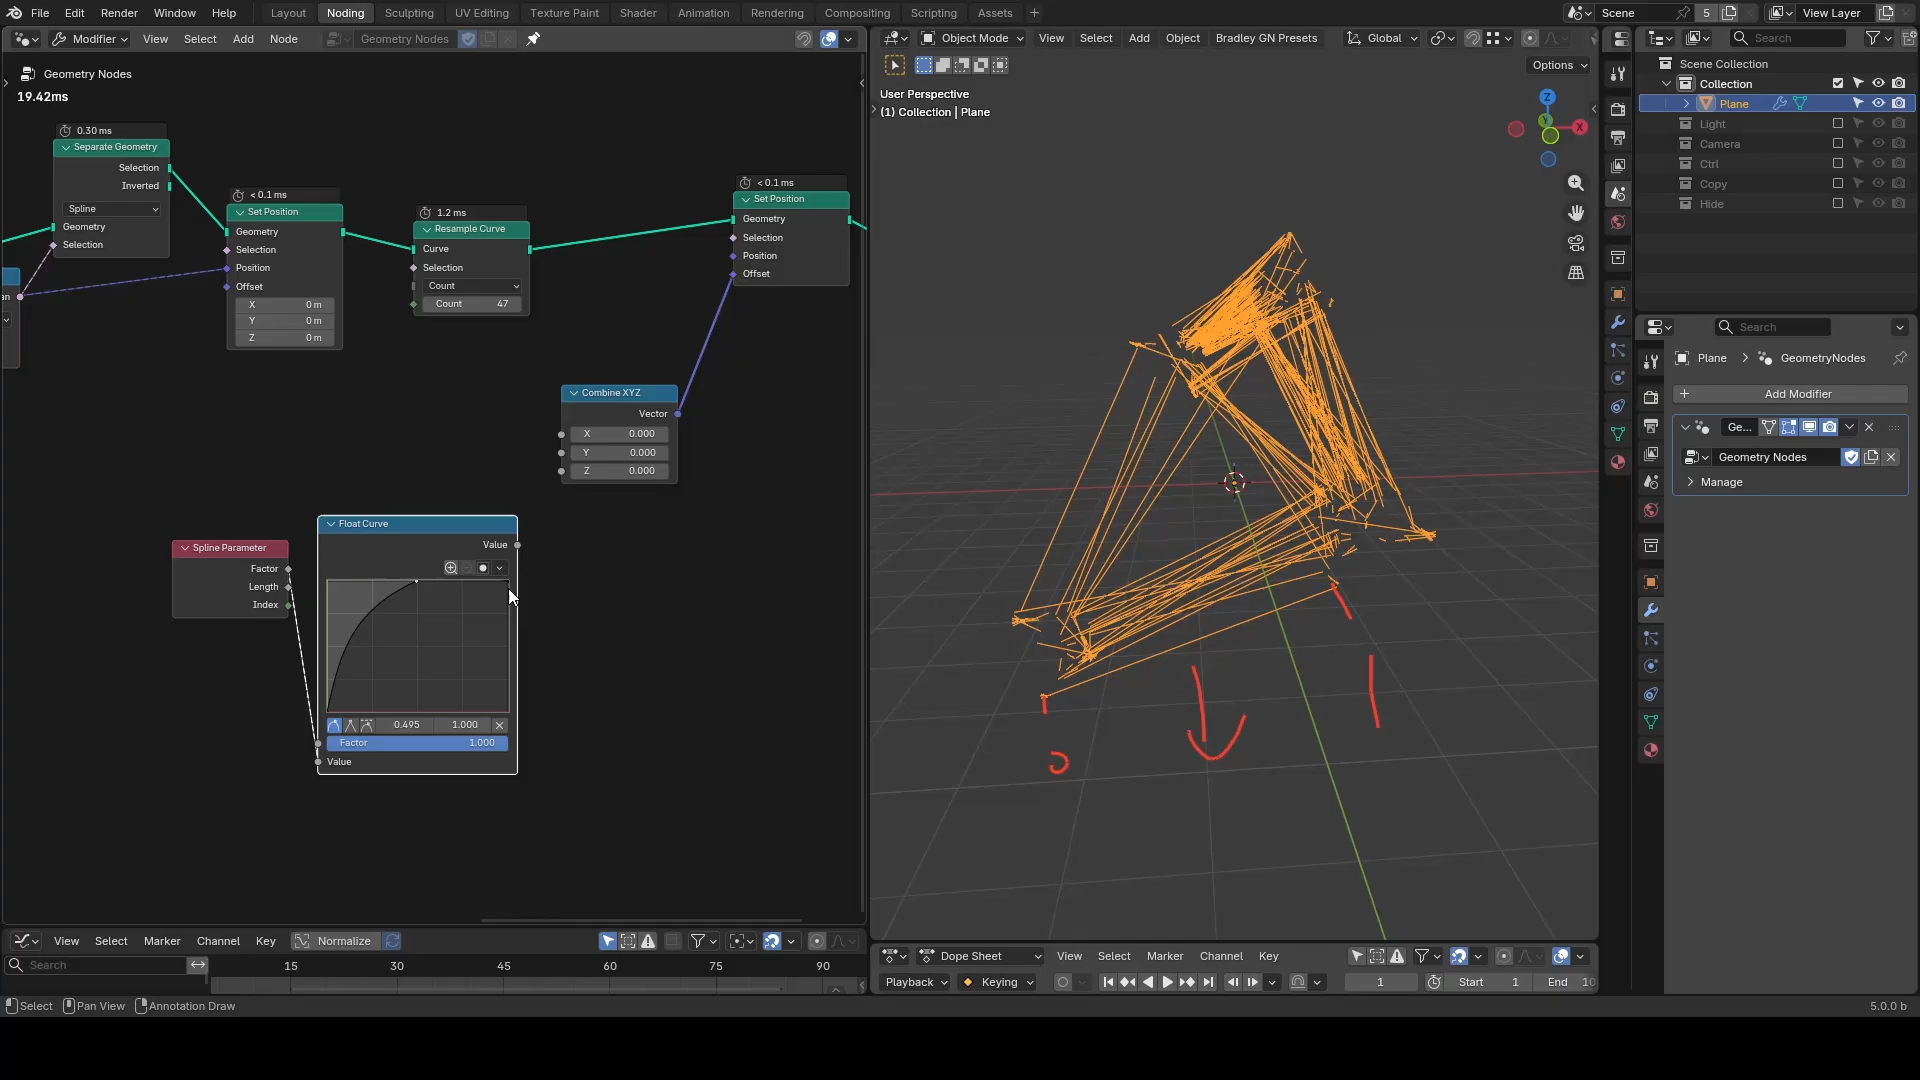 File Edit Render Window Help Layout Noding Sculpting UV Editing Texture Paint Shader Animation Rendering Compositing Scripting Assets + Scene 5 View Layer
Modifier View Select Add Node Geometry Nodes
Object Mode View Select Add Object Bradley GN Presets Global
Search
Options
Geometry Nodes
19.42ms
User Perspective
(1) Collection | Plane
Scene Collection
Collection
Plane
Light
Camera
Ctrl
Copy
Hide
0.30 ms
Separate Geometry
Selection
Inverted
Spline
Geometry
Selection
an
< 0.1 ms
Set Position
Geometry
Selection
Position
Offset
X 0 m
Y 0 m
Z 0 m
1.2 ms
Resample Curve
Curve
Selection
Count
Count 47
< 0.1 ms
Set Position
Geometry
Selection
Position
Offset
Combine XYZ
Vector
X 0.000
Y 0.000
Z 0.000
Spline Parameter
Factor
Length
Index
Float Curve
Value
0.495 1.000
Factor 1.000
Value
X
Z
Search
Plane > GeometryNodes
+ Add Modifier
Ge...
Geometry Nodes
Manage
View Select Marker Channel Key Normalize
Search
15 30 45 60 75 90
Dope Sheet View Select Marker Channel Key
Playback Keying 1 Start 1 End 10
Select Pan View Annotation Draw
5.0.0 b